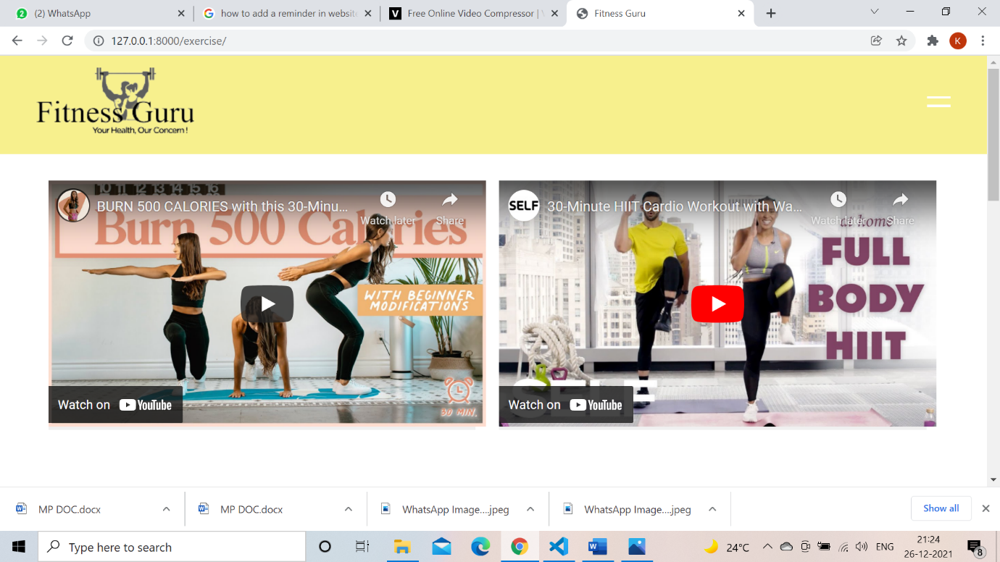 (2) WhatsApp
how to add a reminder in website
Free Online Video Compressor |
Fitness Guru
127.0.0.1:8000/exercise/
K
Fitness Guru
Your Health, Our Concern !
10 11 12 13 14 15 16
BURN 500 CALORIES with this 30-Minu...
Watch later
Share
Burn 500 Calories
WITH BEGINNER
MODIFICATIONS
30 MIN.
Watch on YouTube
SELF
30-Minute HIIT Cardio Workout with Wa...
Watch later
Share
FULL
BODY
HIIT
Watch on YouTube
MP DOC.docx
MP DOC.docx
WhatsApp Image....jpeg
WhatsApp Image....jpeg
Show all
Type here to search
24°C
ENG
21:24
26-12-2021
8